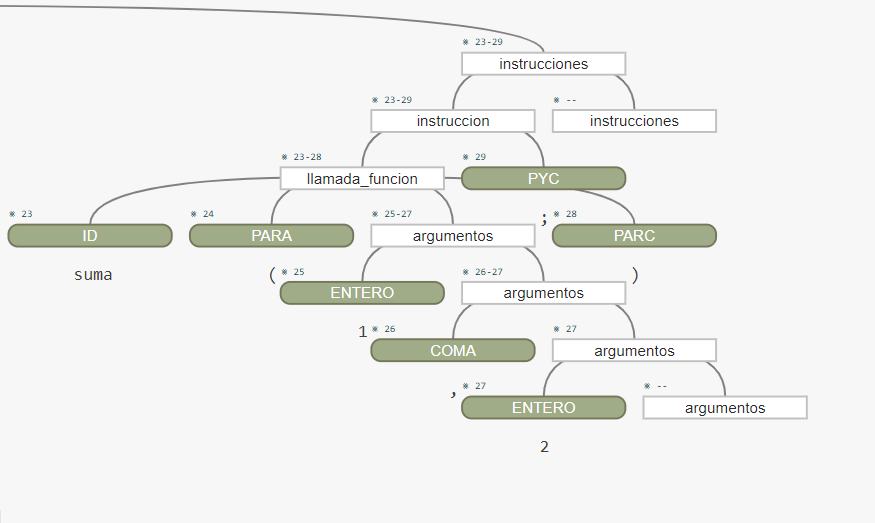 ※ 23-29
instrucciones
※ 23-29
instruccion
※ --
instrucciones
※ 23-28
llamada_funcion
※ 29
PYC
;
※ 23
ID
suma
※ 24
PARA
(
※ 25-27
argumentos
※ 28
PARC
)
※ 25
ENTERO
1
※ 26-27
argumentos
※ 26
COMA
,
※ 27
argumentos
※ 27
ENTERO
2
※ --
argumentos